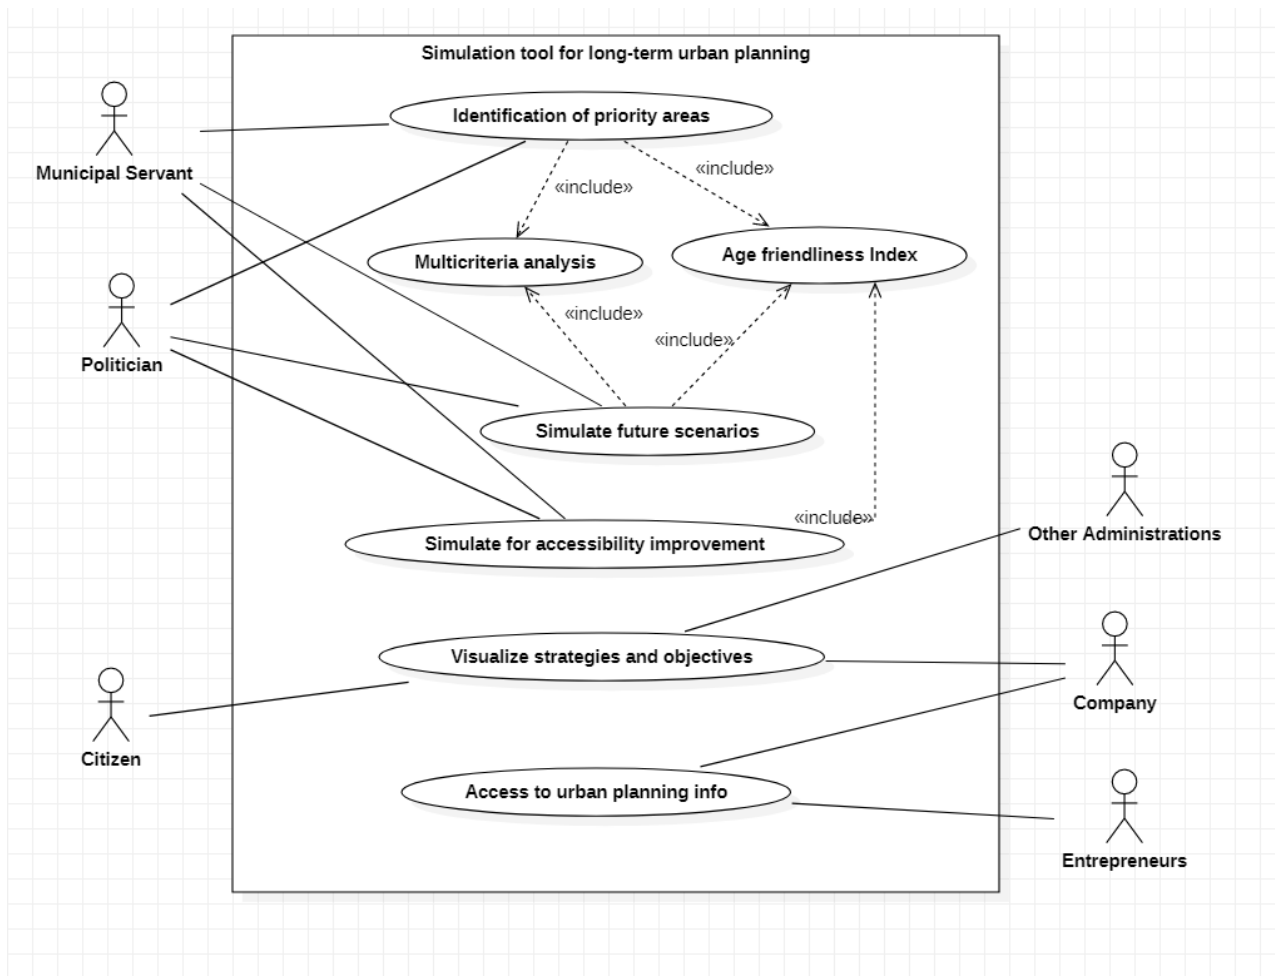 Simulation tool for long-term urban planning
Identification of priority areas
Municipal Servant
«include»
«include»
Multicriteria analysis
Age friendliness Index
Politician
«include»
«include»
Simulate future scenarios
«include»
Simulate for accessibility improvement
Other Administrations
Visualize strategies and objectives
Company
Citizen
Access to urban planning info
Entrepreneurs